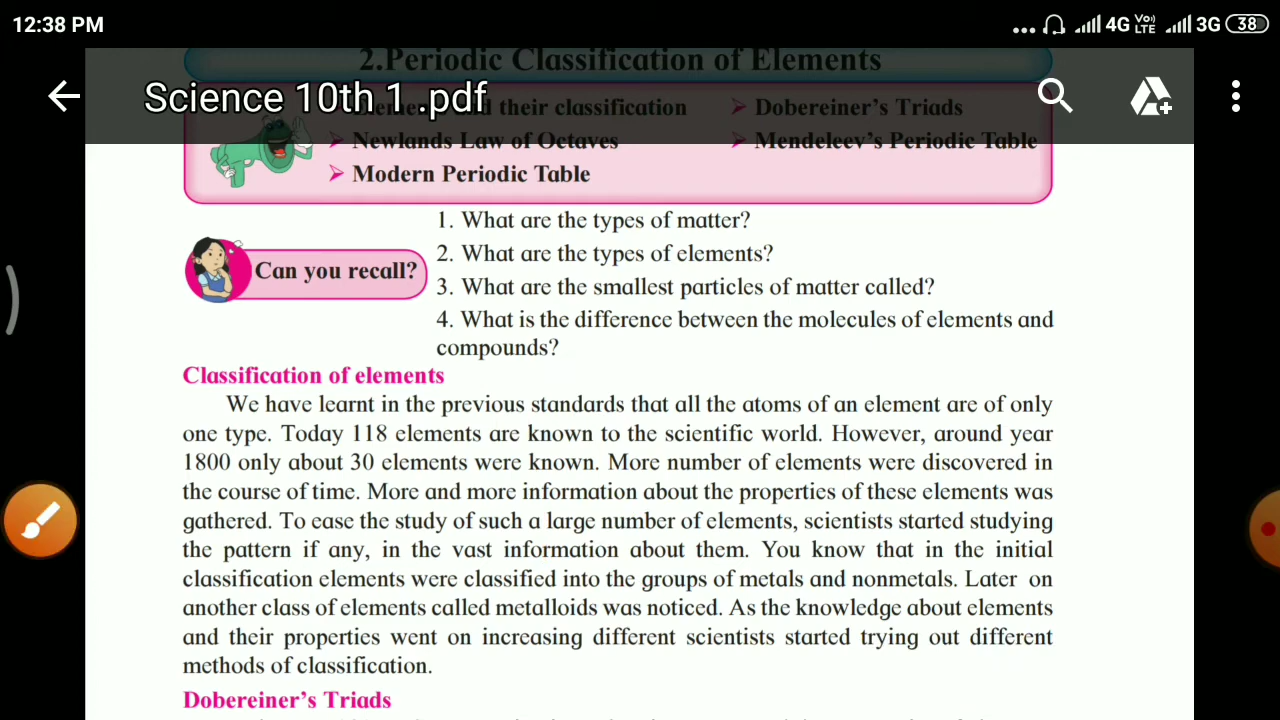 12:38 PM
... 4G Vo) LTE 3G 38
2.Periodic Classification of Elements
Science 10th 1 .pdf
their classification
➢ Dobereiner's Triads
➢ Newlands Law of Octaves
➢ Mendeleev's Periodic Table
➢ Modern Periodic Table
Can you recall?
1. What are the types of matter?
2. What are the types of elements?
3. What are the smallest particles of matter called?
4. What is the difference between the molecules of elements and
compounds?
Classification of elements
We have learnt in the previous standards that all the atoms of an element are of only
one type. Today 118 elements are known to the scientific world. However, around year
1800 only about 30 elements were known. More number of elements were discovered in
the course of time. More and more information about the properties of these elements was
gathered. To ease the study of such a large number of elements, scientists started studying
the pattern if any, in the vast information about them. You know that in the initial
classification elements were classified into the groups of metals and nonmetals. Later on
another class of elements called metalloids was noticed. As the knowledge about elements
and their properties went on increasing different scientists started trying out different
methods of classification.
Dobereiner's Triads